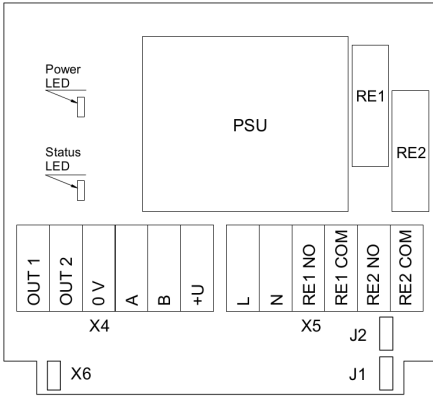 Power
LED
RE1
PSU
RE2
Status
LED
OUT 1
OUT 2
0 V
A
B
+U
L
N
RE1 NO
RE1 COM
RE2 NO
RE2 COM
X4
X5
J2
X6
J1